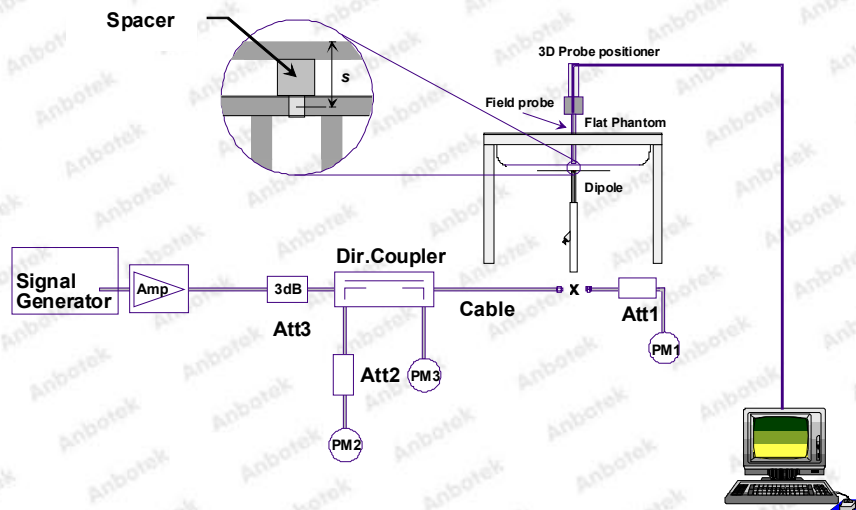 Spacer
s
3D Probe positioner
Field probe
Flat Phantom
Dipole
Signal
Generator
Amp
3dB
Att3
Dir.Coupler
Cable
x
Att1
PM1
Att2
PM3
PM2
Anbotek